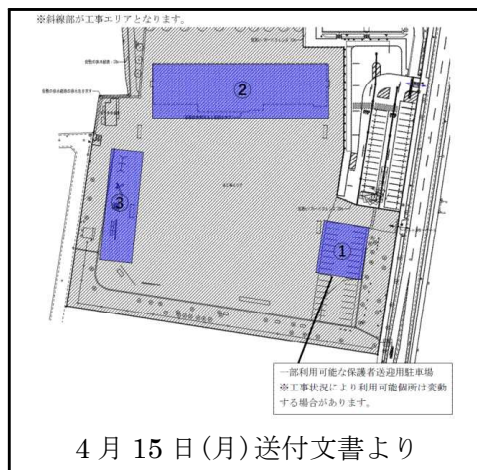 ※斜線部が工事エリアとなります。
②
③
①
一部利用可能な保護者送迎用駐車場
※工事状況により利用可能個所は変動
する場合があります。
4月15日(月)送付文書より